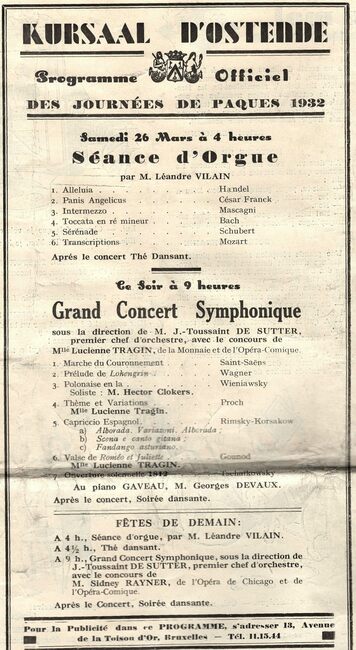 KURSAAL D'OSTENDE
Programme Officiel
DES JOURNÉES DE PAQUES 1932
Samedi 26 Mars à 4 heures
Séance d'Orgue
par M. Léandre VILAIN
1. Alleluia . . . . . Hændel
2. Panis Angelicus . . . . . César Franck
3. Intermezzo . . . . . Mascagni
4. Toccata en ré mineur . . . . . Bach
5. Sérénade . . . . . Schubert
6. Transcriptions . . . . . Mozart
Après le concert Thé Dansant.
Ce Soir à 9 heures
Grand Concert Symphonique
sous la direction de M. J.-Toussaint DE SUTTER,
premier chef d'orchestre, avec le concours de
Mlle Lucienne TRAGIN, de la Monnaie et de l'Opéra-Comique.
1. Marche du Couronnement . . . . . Saint-Saëns
2. Prélude de Lohengrin . . . . . Wagner
3. Polonaise en la . . . . . Wieniawsky
Soliste : M. Hector Clokers.
4. Thème et Variations . . . . . Proch
Mlle Lucienne Tragin.
5. Capriccio Espagnol . . . . . Rimsky-Korsakow
a) Alborada. Variazoni. Alborada ;
b) Scena e canto gitana ;
c) Fandango asturiano.
6. Valse de Roméo et Juliette . . . . . Gounod
Mlle Lucienne TRAGIN.
7. Ouverture solennelle 1812 . . . . . Tschaïkowsky
Au piano GAVEAU, M. Georges DEVAUX.
Après le concert, Soirée dansante.
FÊTES DE DEMAIN:
A 4 h., Séance d'orgue, par M. Léandre VILAIN.
A 4½ h., Thé dansant.
A 9 h., Grand Concert Symphonique, sous la direction de
J.-Toussaint DE SUTTER, premier chef d'orchestre,
avec le concours de
M. Sidney RAYNER, de l'Opéra de Chicago et de
l'Opéra-Comique.
Après le Concert, Soirée dansante.
Pour la Publicité dans ce PROGRAMME, s'adresser 13, Avenue
de la Toison d'Or, Bruxelles — Tél. 11.15.44